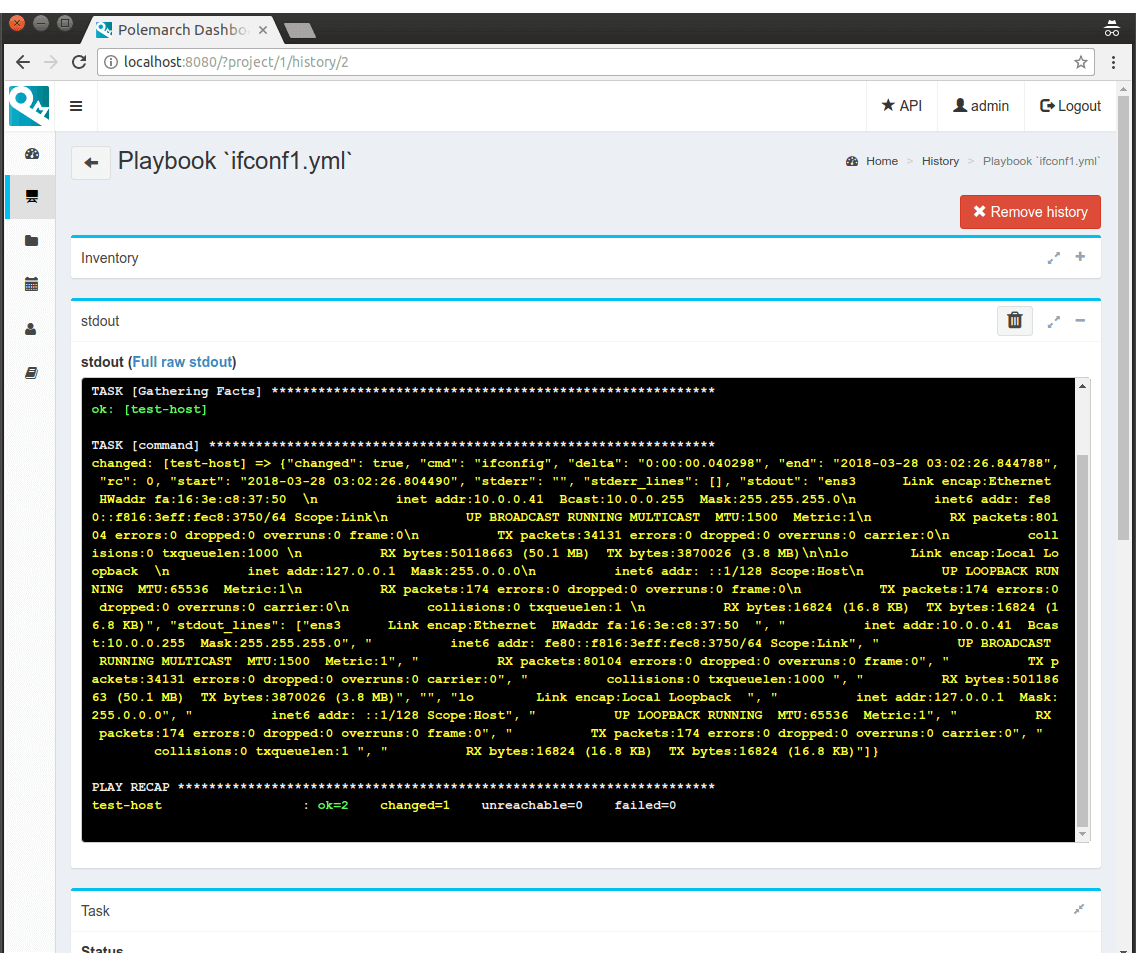 Polemarch Dashbo
localhost:8080/?project/1/history/2
API admin Logout
Playbook `ifconf1.yml`
Home > History > Playbook `ifconf1.yml`
Remove history
Inventory
stdout
stdout (Full raw stdout)
TASK [Gathering Facts] *********************************************************
ok: [test-host]
TASK [command] *****************************************************************
changed: [test-host] => {"changed": true, "cmd": "ifconfig", "delta": "0:00:00.040298", "end": "2018-03-28 03:02:26.844788",
"rc": 0, "start": "2018-03-28 03:02:26.804490", "stderr": "", "stderr_lines": [], "stdout": "ens3      Link encap:Ethernet
HWaddr fa:16:3e:c8:37:50  \n          inet addr:10.0.0.41  Bcast:10.0.0.255  Mask:255.255.255.0\n          inet6 addr: fe8
0::f816:3eff:fec8:3750/64 Scope:Link\n          UP BROADCAST RUNNING MULTICAST  MTU:1500  Metric:1\n          RX packets:801
04 errors:0 dropped:0 overruns:0 frame:0\n          TX packets:34131 errors:0 dropped:0 overruns:0 carrier:0\n          coll
isions:0 txqueuelen:1000 \n          RX bytes:50118663 (50.1 MB)  TX bytes:3870026 (3.8 MB)\n\nlo        Link encap:Local Lo
opback  \n          inet addr:127.0.0.1  Mask:255.0.0.0\n          inet6 addr: ::1/128 Scope:Host\n          UP LOOPBACK RUN
NING  MTU:65536  Metric:1\n          RX packets:174 errors:0 dropped:0 overruns:0 frame:0\n          TX packets:174 errors:0
dropped:0 overruns:0 carrier:0\n          collisions:0 txqueuelen:1 \n          RX bytes:16824 (16.8 KB)  TX bytes:16824 (1
6.8 KB)", "stdout_lines": ["ens3      Link encap:Ethernet  HWaddr fa:16:3e:c8:37:50  ", "          inet addr:10.0.0.41  Bcas
t:10.0.0.255  Mask:255.255.255.0", "          inet6 addr: fe80::f816:3eff:fec8:3750/64 Scope:Link", "          UP BROADCAST
RUNNING MULTICAST  MTU:1500  Metric:1", "          RX packets:80104 errors:0 dropped:0 overruns:0 frame:0", "          TX p
ackets:34131 errors:0 dropped:0 overruns:0 carrier:0", "          collisions:0 txqueuelen:1000 ", "          RX bytes:501186
63 (50.1 MB)  TX bytes:3870026 (3.8 MB)", "", "lo        Link encap:Local Loopback  ", "          inet addr:127.0.0.1  Mask:
255.0.0.0", "          inet6 addr: ::1/128 Scope:Host", "          UP LOOPBACK RUNNING  MTU:65536  Metric:1", "          RX
packets:174 errors:0 dropped:0 overruns:0 frame:0", "          TX packets:174 errors:0 dropped:0 overruns:0 carrier:0", "
collisions:0 txqueuelen:1 ", "          RX bytes:16824 (16.8 KB)  TX bytes:16824 (16.8 KB)"]}
PLAY RECAP *********************************************************************
test-host                  : ok=2    changed=1    unreachable=0    failed=0
Task
Status